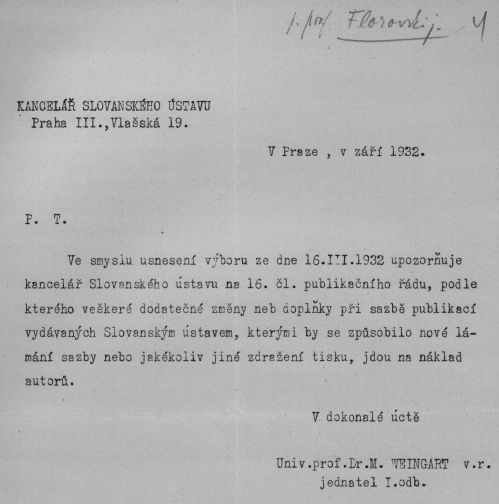 p. prof Florovskij. 4
KANCELÁŘ SLOVANSKÉHO ÚSTAVU
Praha III.,Vlašská 19.
V Praze , v září 1932.
P. T.
Ve smyslu usnesení výboru ze dne 16.III.1932 upozorňuje
kancelář Slovanského ústavu na 16. čl. publikačního řádu, podle
kterého veškeré dodatečné změny neb doplňky při sazbě publikací
vydávaných Slovanským ústavem, kterými by se způsobilo nové lá-
mání sazby nebo jakékoliv jiné zdražení tisku, jdou na náklad
autorů.
V dokonalé úctě
Univ.prof.Dr.M. WEINGART v.r.
jednatel I.odb.